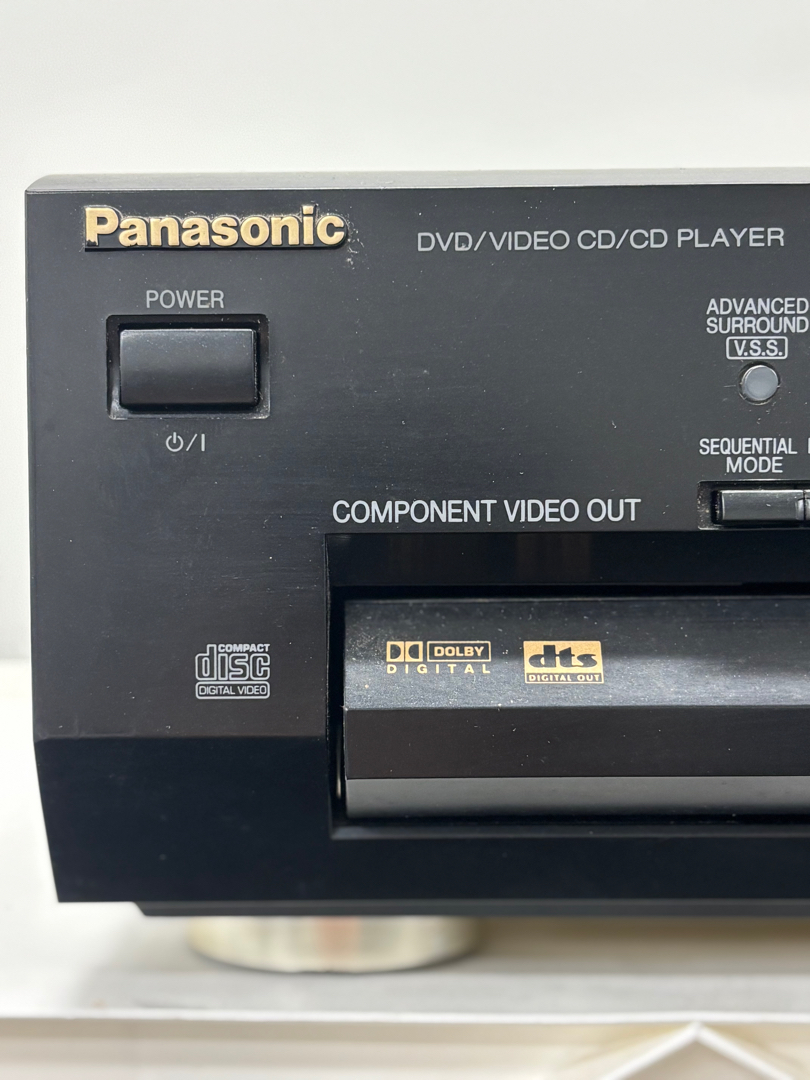 Panasonic
DVD/VIDEO CD/CD PLAYER
POWER
⏻/I
ADVANCED
SURROUND
V.S.S.
SEQUENTIAL
MODE
COMPONENT VIDEO OUT
COMPACT
disc
DIGITAL VIDEO
DOLBY
DIGITAL
dts
DIGITAL OUT